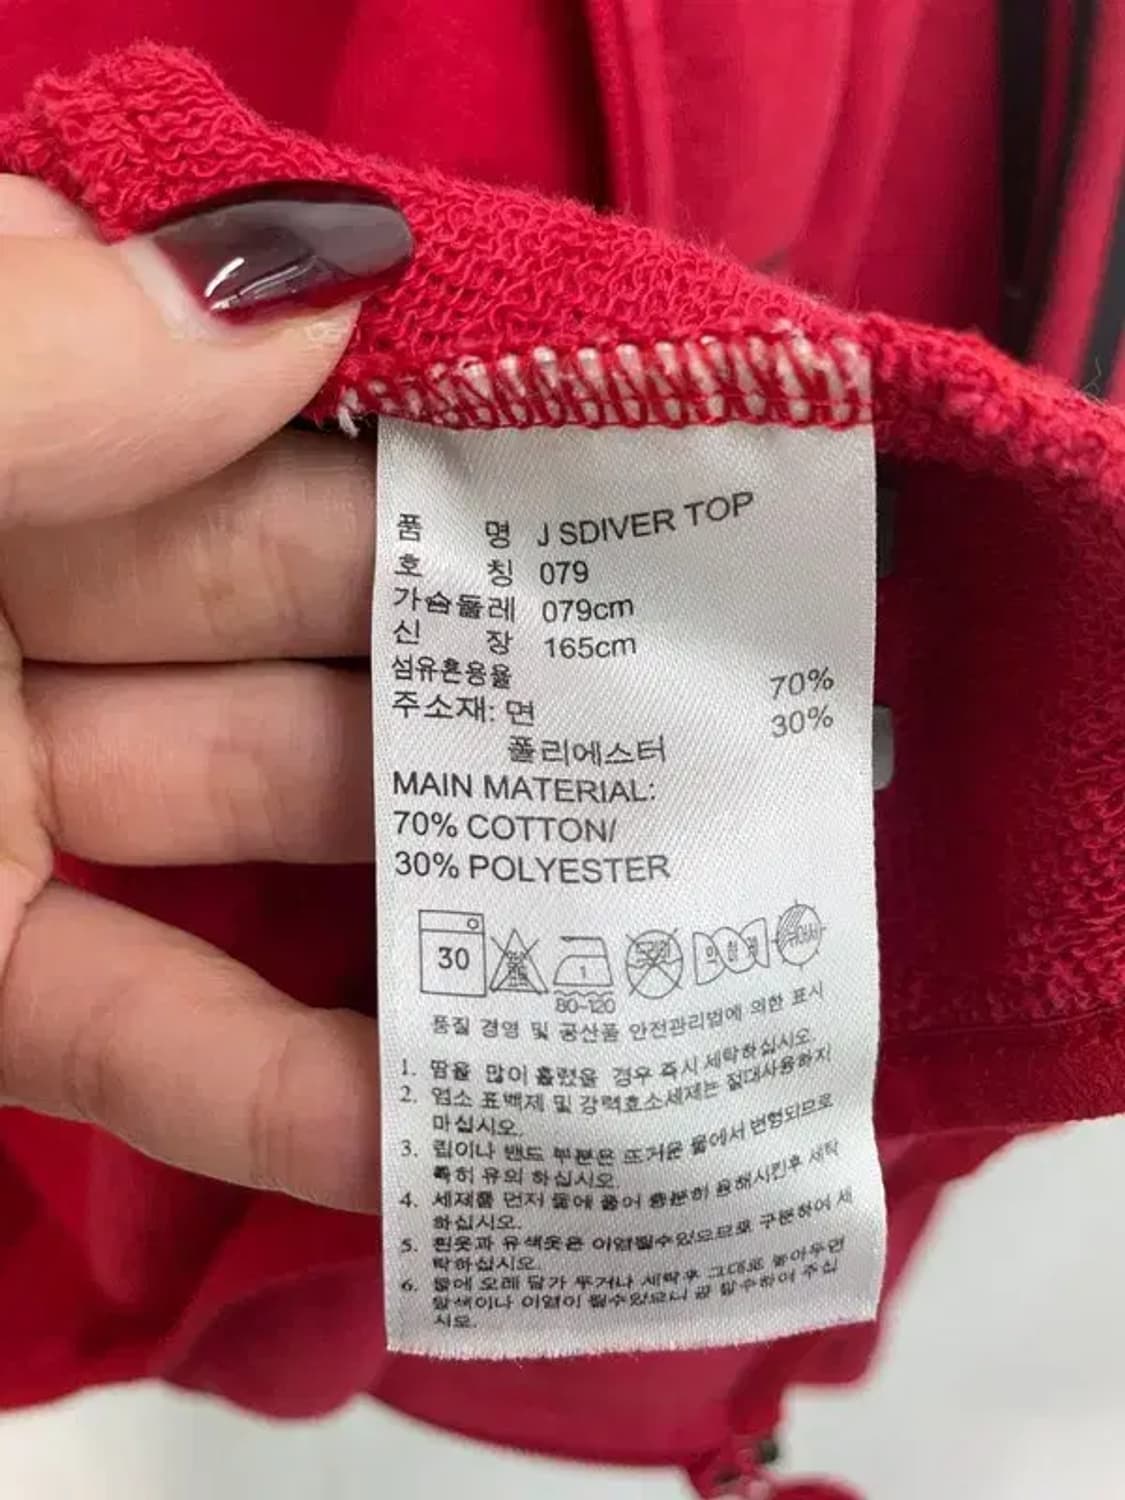 품 명 J SDIVER TOP
호 칭 079
가슴둘레 079cm
신 장 165cm
섬유혼용율
주소재: 면 70%
폴리에스터 30%
MAIN MATERIAL:
70% COTTON/
30% POLYESTER
30
1
80~120
드라이
약하게
뉘어서
품질 경영 및 공산품 안전관리법에 의한 표시
1. 땀을 많이 흘렸을 경우 즉시 세탁하십시오.
2. 염소 표백제 및 강력효소세제는 절대사용하지
마십시오.
3. 립이나 밴드 부분은 뜨거운 물에서 변형되므로
특히 유의 하십시오.
4. 세제를 먼저 물에 풀어 충분히 용해시킨후 세탁
하십시오.
5. 흰옷과 유색옷은 이염될수있으므로 구분하여 세
탁하십시오.
6. 물에 오래 담가 두거나 세탁후 그대로 놓아두면
탈색이나 이염이 될수있으니 곧 탈수하여 주십
시오.